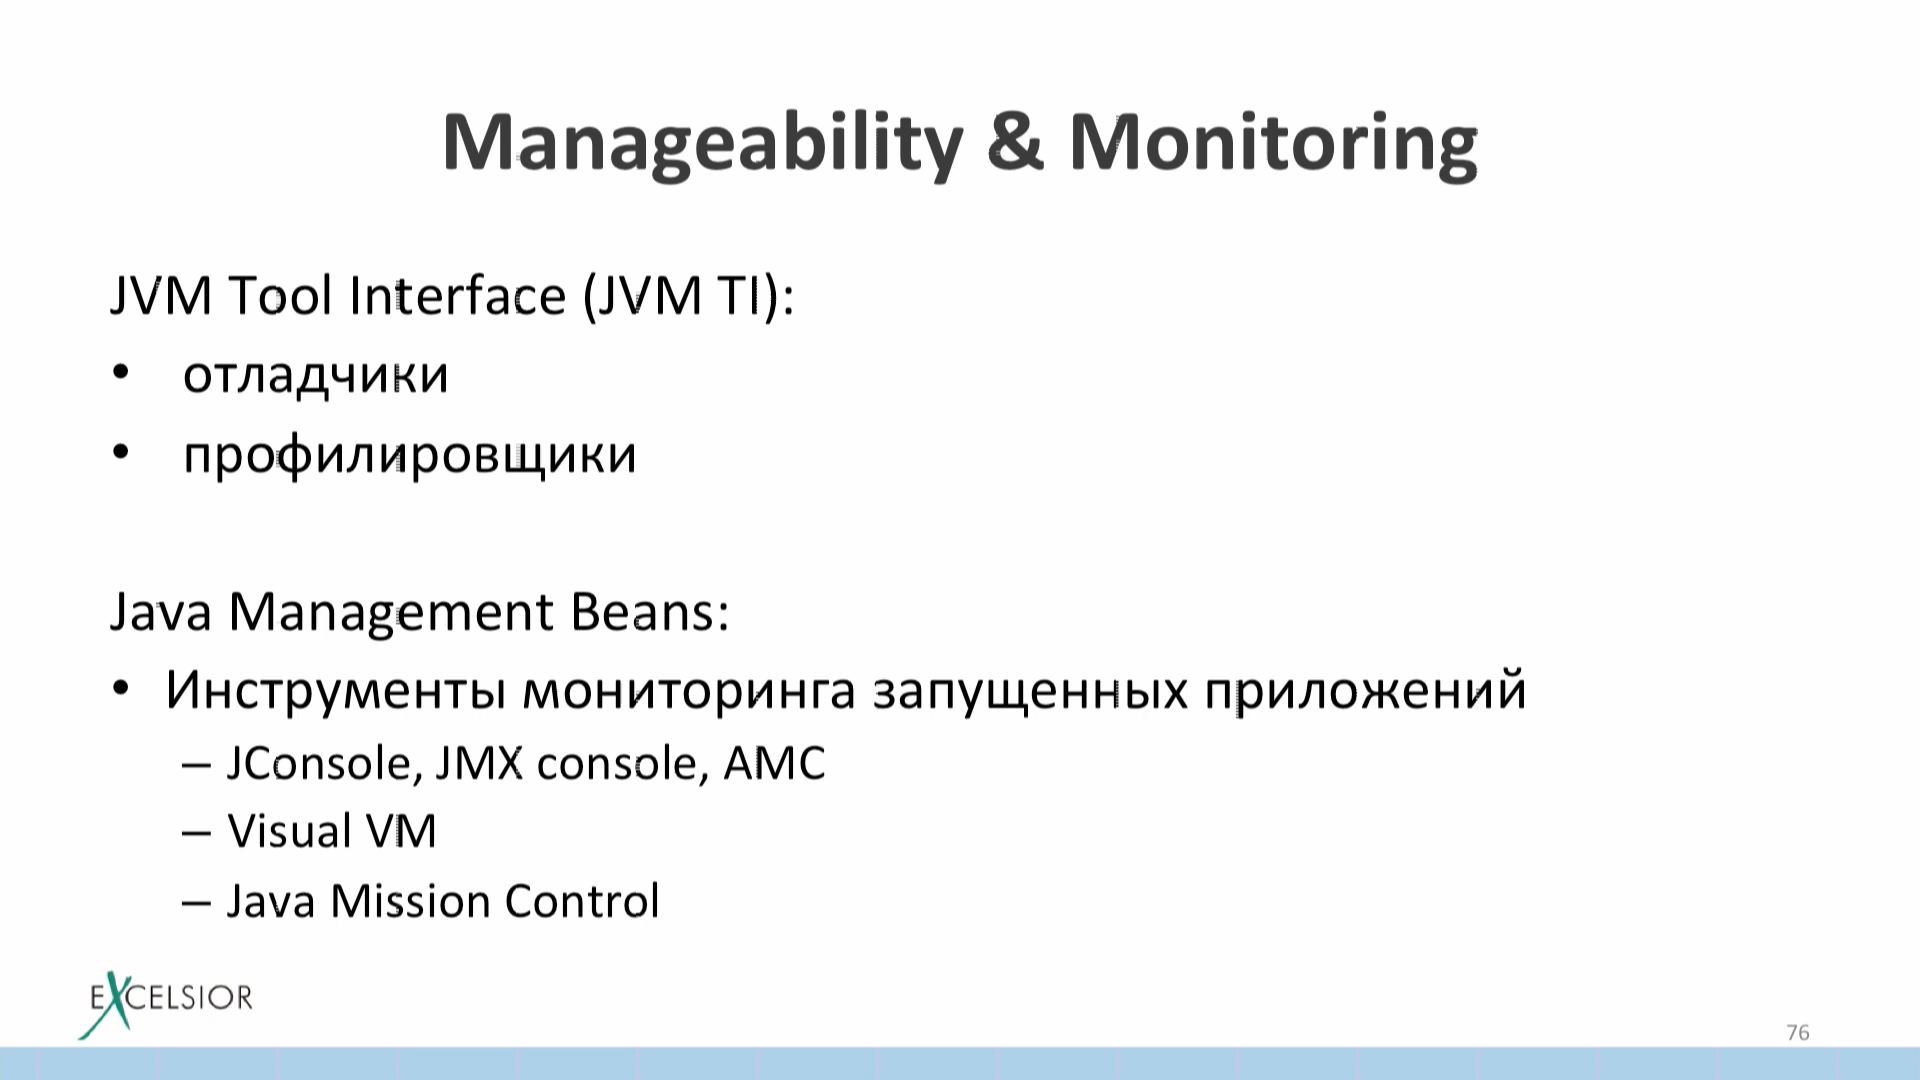 Manageability & Monitoring
JVM Tool Interface (JVM TI):
• отладчики
• профилировщики
Java Management Beans:
• Инструменты мониторинга запущенных приложений
– JConsole, JMX console, AMC
– Visual VM
– Java Mission Control
EXCELSIOR
76